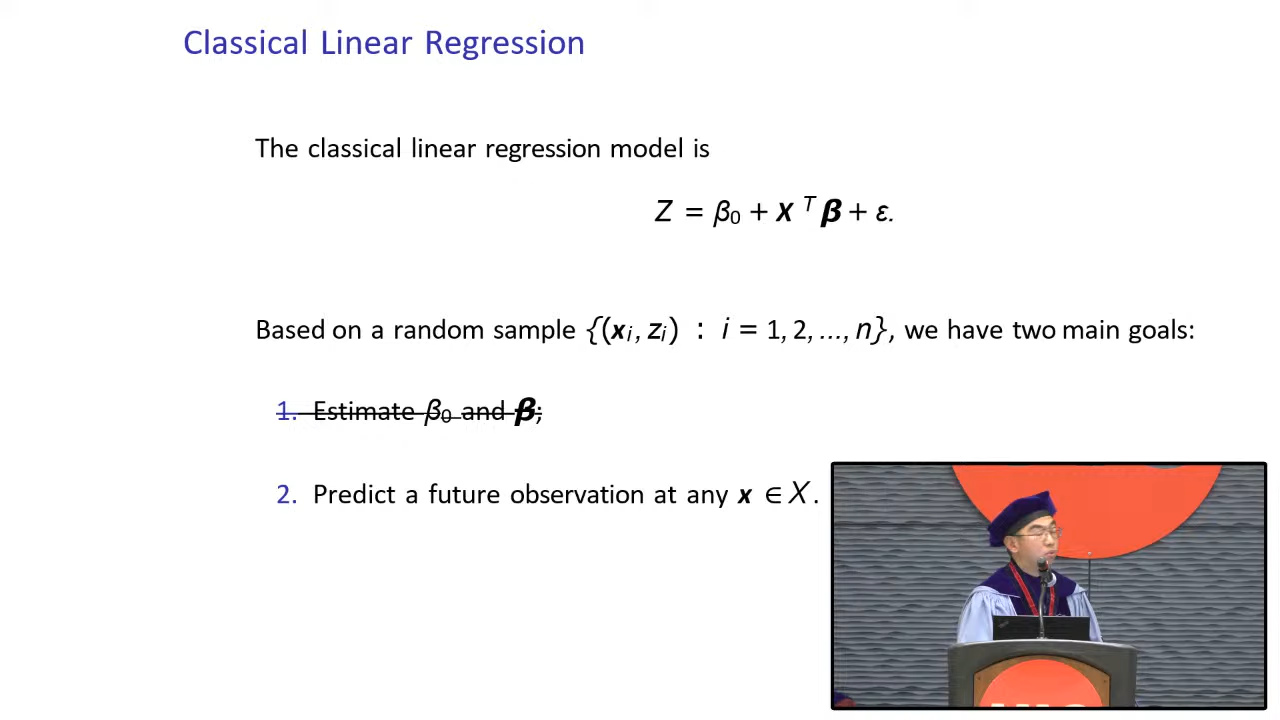 Classical Linear Regression
The classical linear regression model is
Z = β₀ + X ᵀ β + ε.
Based on a random sample {(xᵢ, zᵢ) : i = 1, 2, ..., n}, we have two main goals:
1. Estimate β₀ and β;
2. Predict a future observation at any x ∈ X .